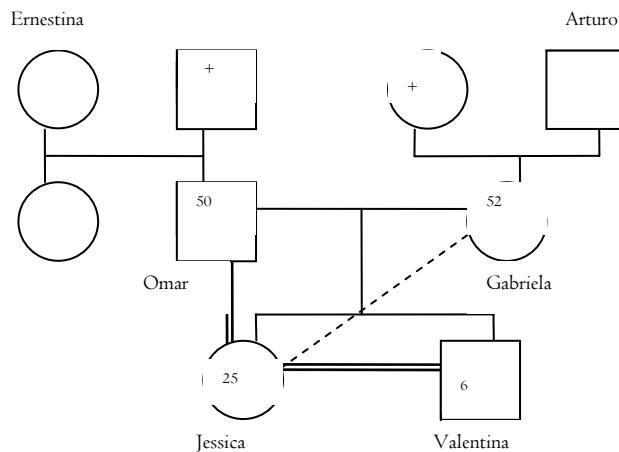 Ernestina
Arturo
+
+
50
52
Omar
Gabriela
25
6
Jessica
Valentina